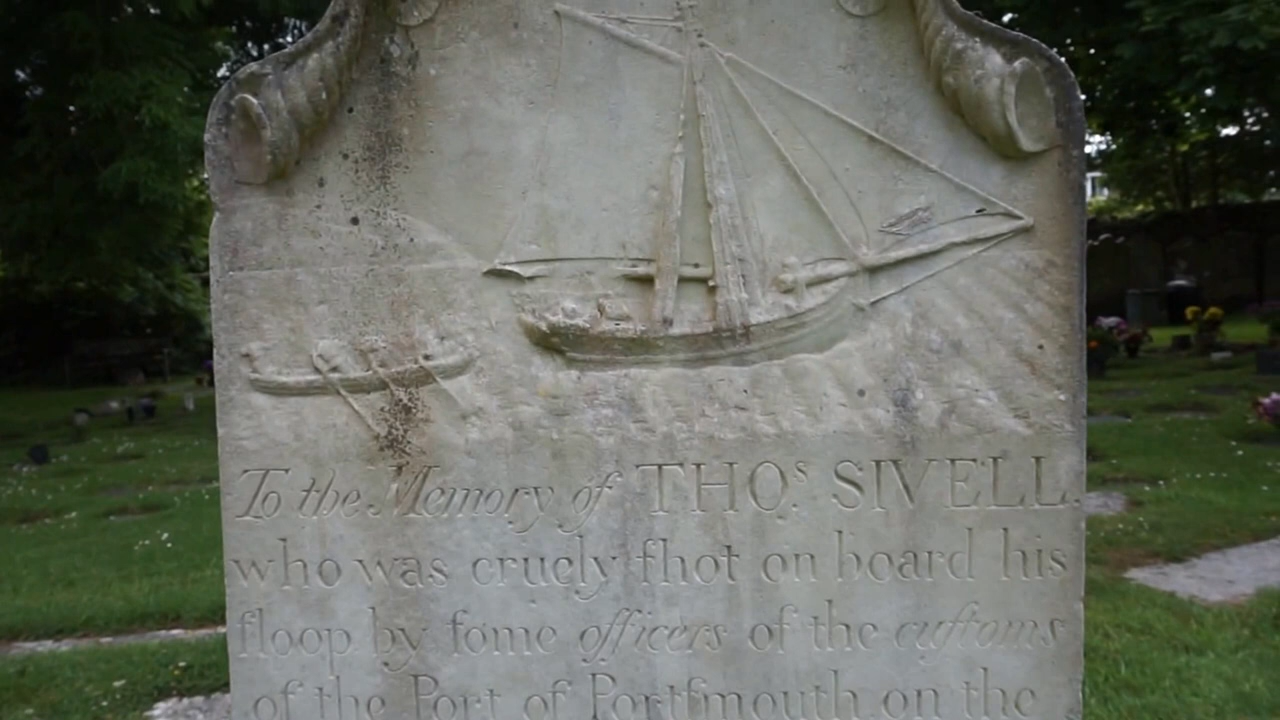 To the Memory of THOˢ. SIVELL.
who was cruely ſhot on board his
ſloop by ſome officers of the cuſtoms
of the Port of Portſmouth on the